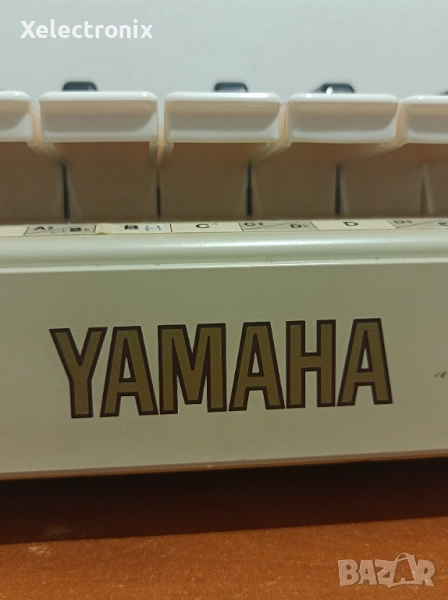 Xelectronix
A# B♭ B H C C# D♭ D D#
YAMAHA
BAZAR